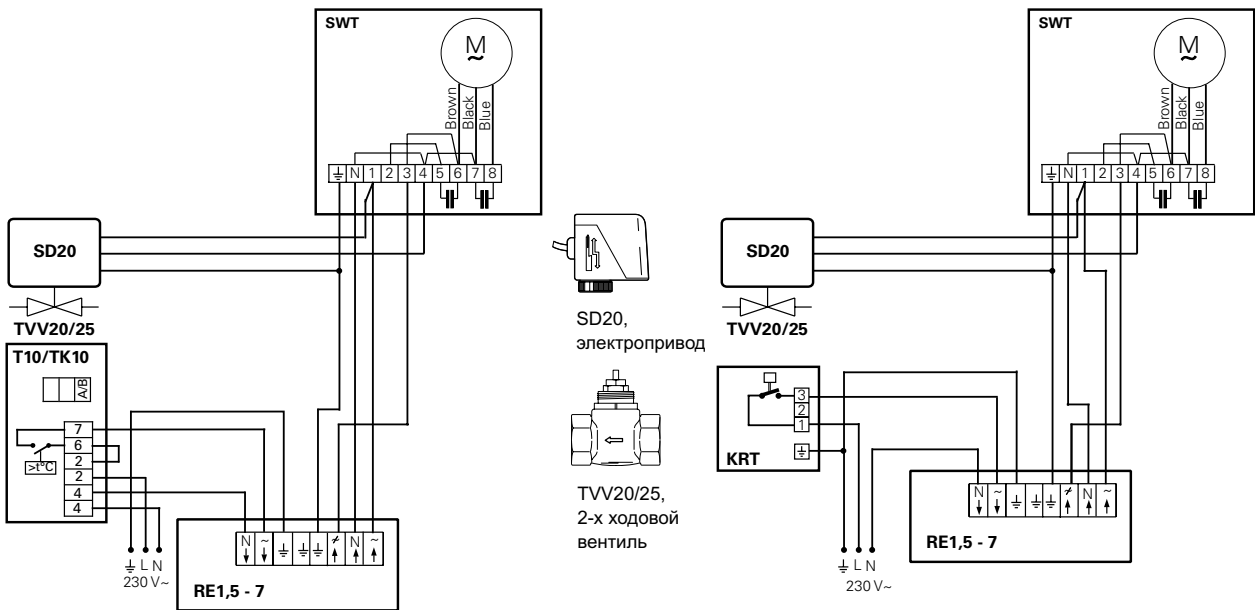 SWT
M
~
Brown
Black
Blue
N 1 2 3 4 5 6 7 8
SD20
TVV20/25
T10/TK10
A/B
7
6
2
2
4
4
>t°C
L N
230 V~
N ~ N ~
RE1,5 - 7
SD20,
электропривод
TVV20/25,
2-х ходовой
вентиль
SWT
M
~
Brown
Black
Blue
N 1 2 3 4 5 6 7 8
SD20
TVV20/25
3
2
1
KRT
L N
230 V~
N ~ N ~
RE1,5 - 7